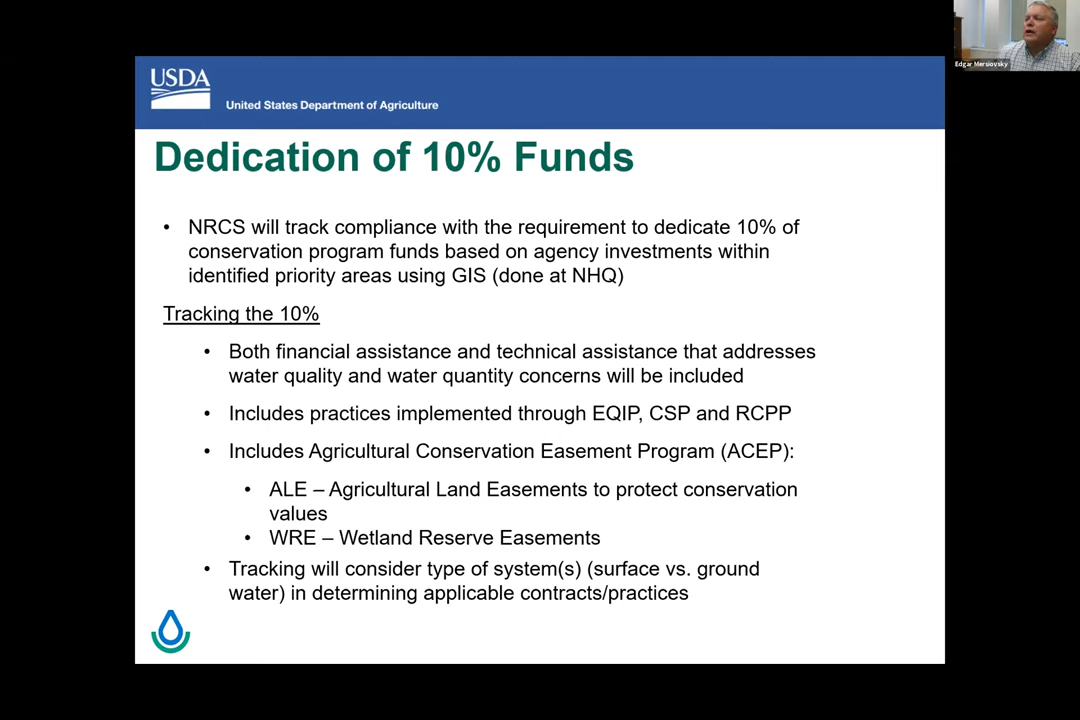 Edgar Mersiovsky
USDA
United States Department of Agriculture
Dedication of 10% Funds
• NRCS will track compliance with the requirement to dedicate 10% of
conservation program funds based on agency investments within
identified priority areas using GIS (done at NHQ)
Tracking the 10%
• Both financial assistance and technical assistance that addresses
water quality and water quantity concerns will be included
• Includes practices implemented through EQIP, CSP and RCPP
• Includes Agricultural Conservation Easement Program (ACEP):
• ALE – Agricultural Land Easements to protect conservation
values
• WRE – Wetland Reserve Easements
• Tracking will consider type of system(s) (surface vs. ground
water) in determining applicable contracts/practices